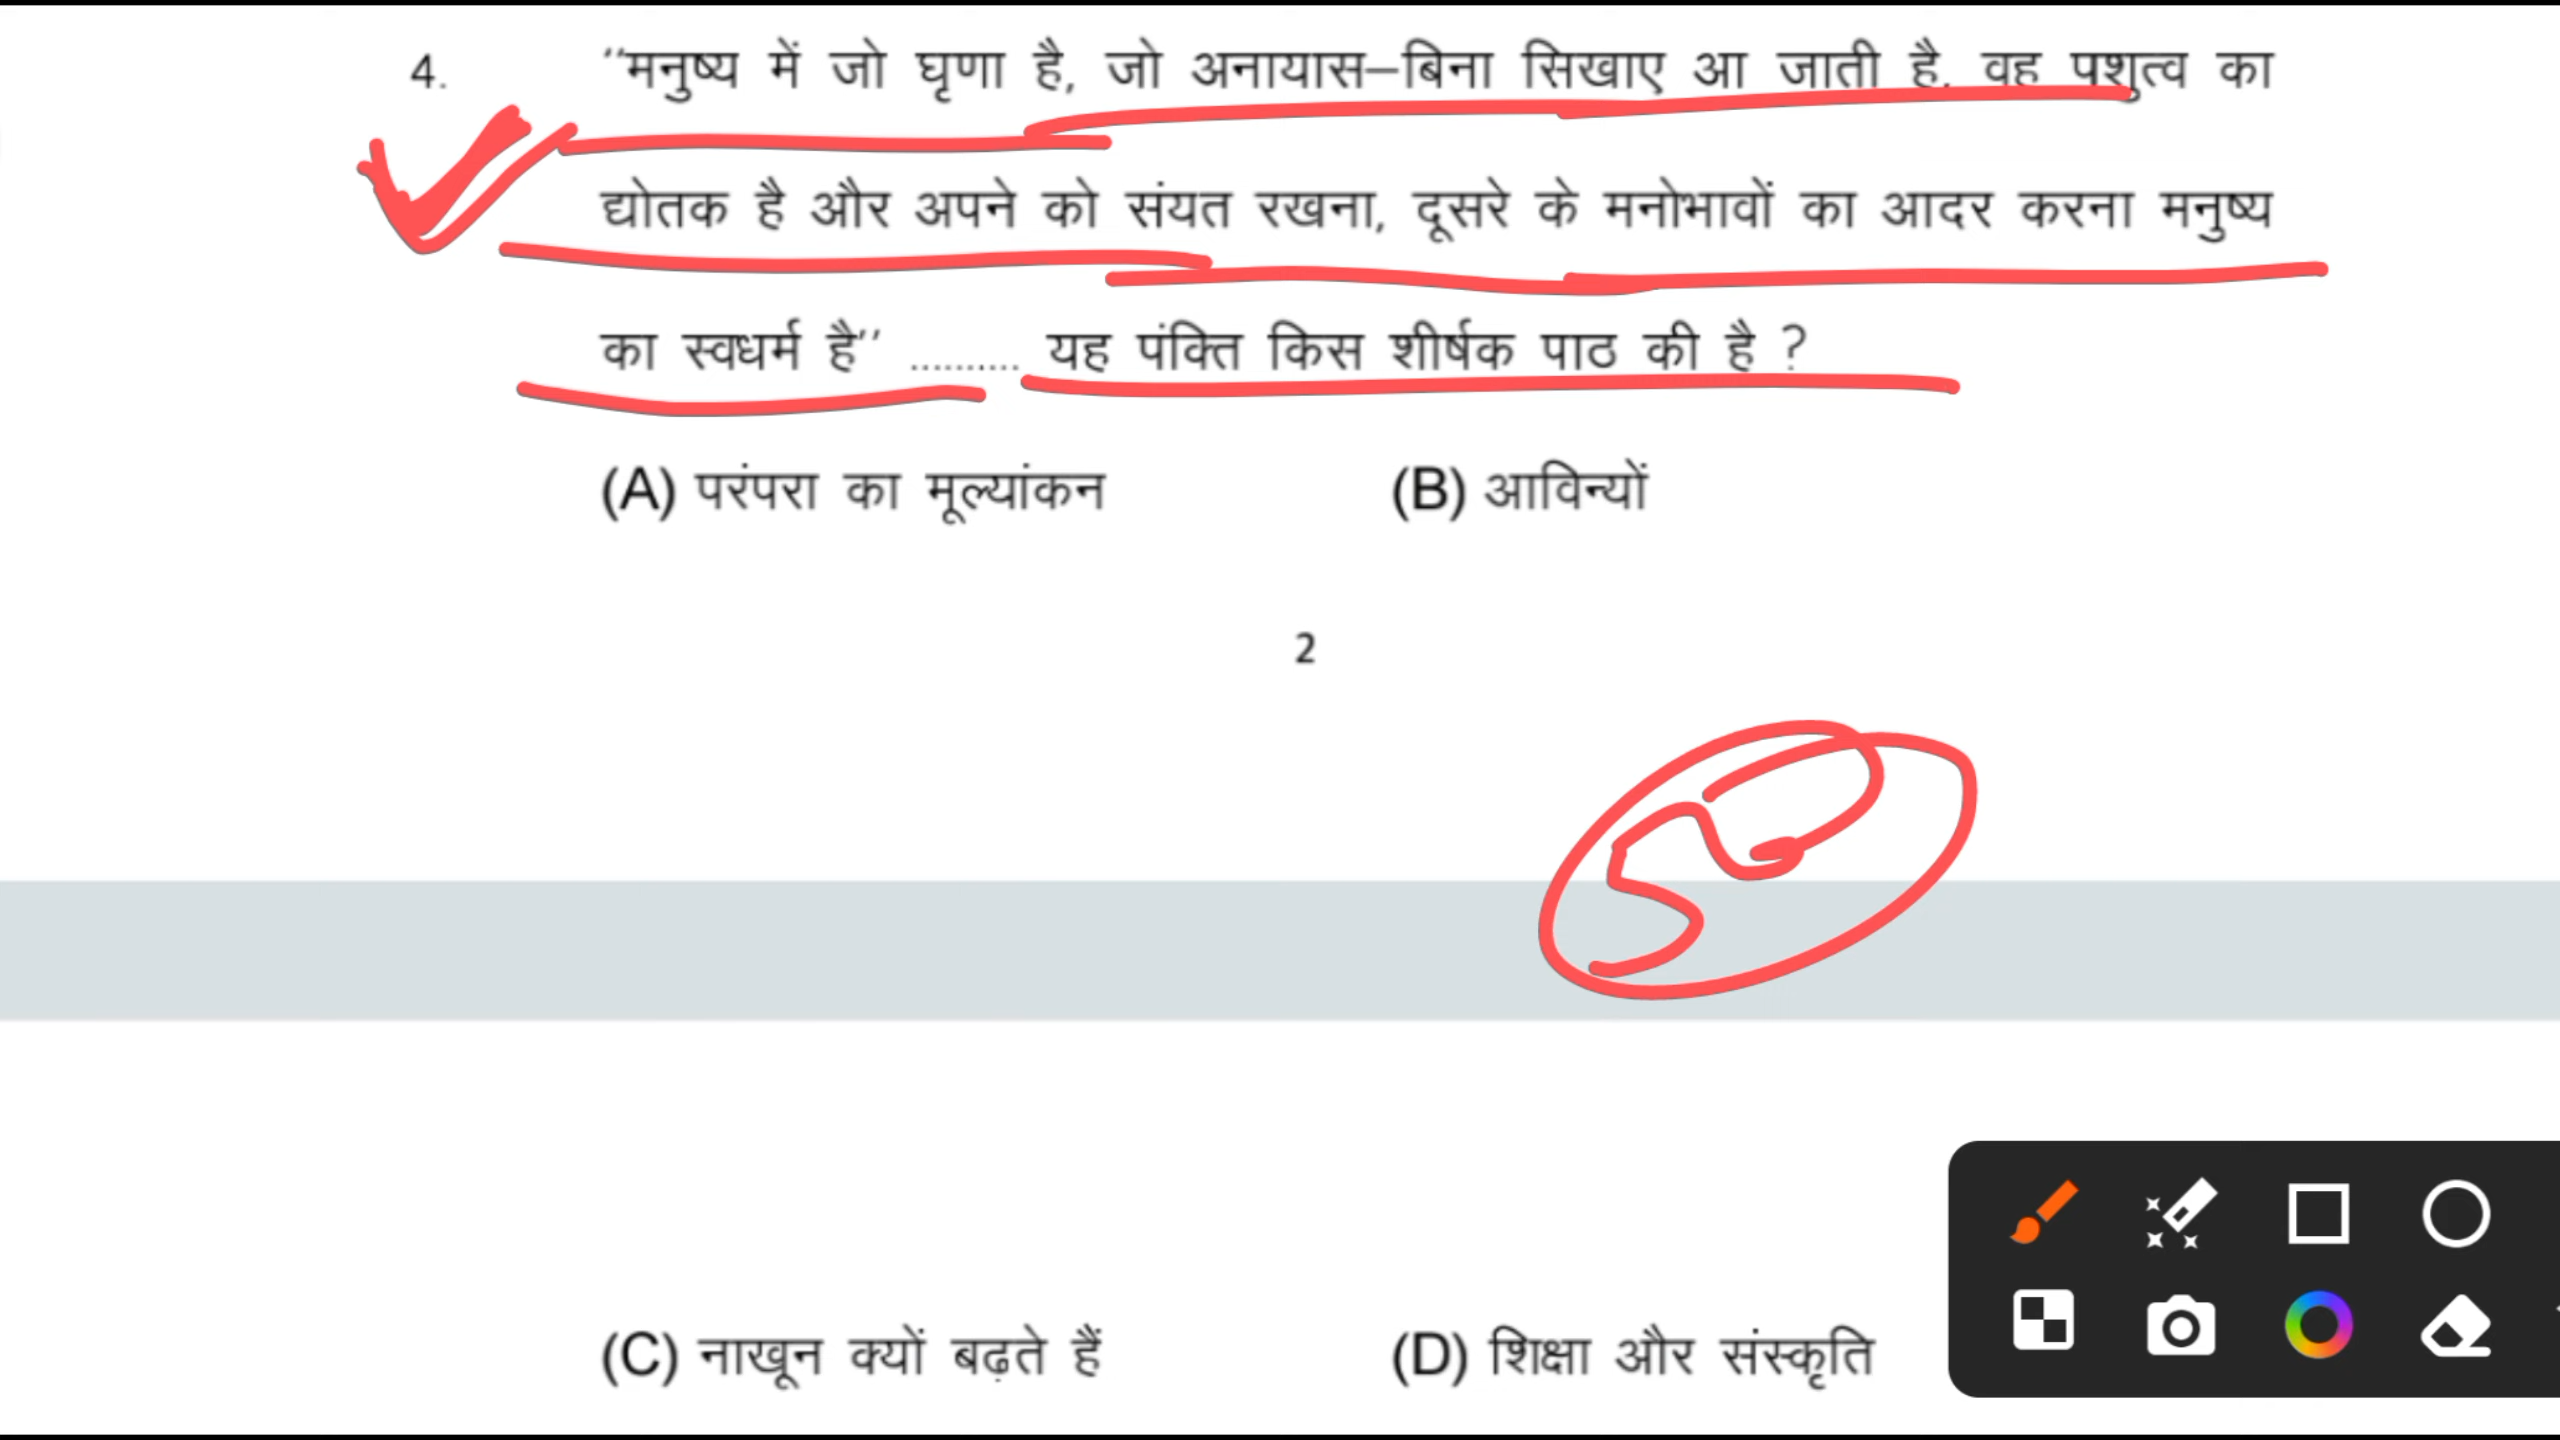 4. ‘‘मनुष्य में जो घृणा है, जो अनायास–बिना सिखाए आ जाती है, वह पशुत्व का
द्योतक है और अपने को संयत रखना, दूसरे के मनोभावों का आदर करना मनुष्य
का स्वधर्म है’’ .......... यह पंक्ति किस शीर्षक पाठ की है ?
(A) परंपरा का मूल्यांकन (B) आविन्यों
2
(C) नाखून क्यों बढ़ते हैं (D) शिक्षा और संस्कृति